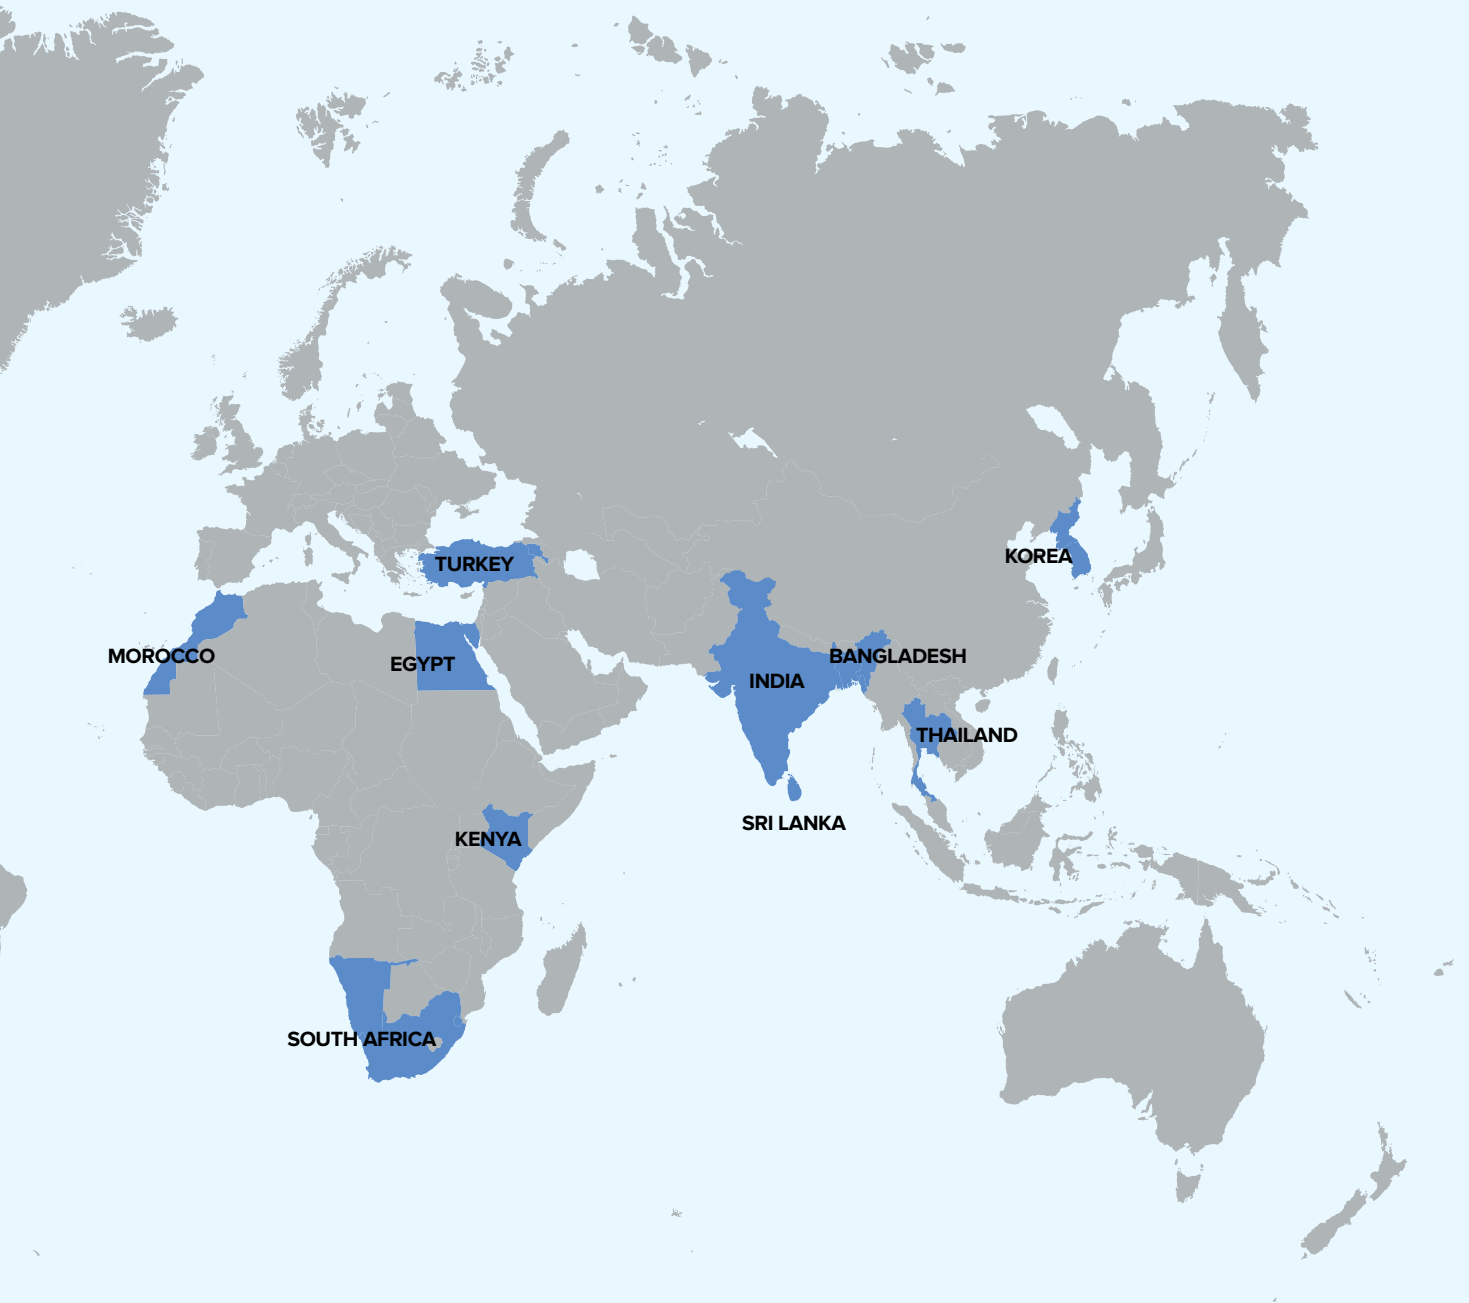 KOREA
TURKEY
MOROCCO
BANGLADESH
EGYPT
INDIA
THAILAND
SRI LANKA
KENYA
SOUTH AFRICA